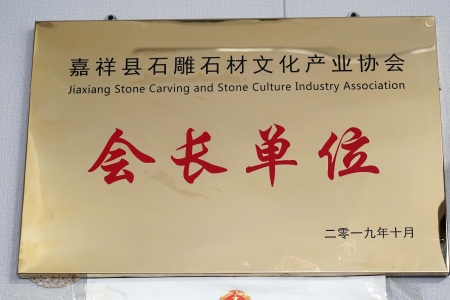 嘉祥县石雕石材文化产业协会
Jiaxiang Stone Carving and Stone Culture Industry Association
会长单位
二零一九年十月